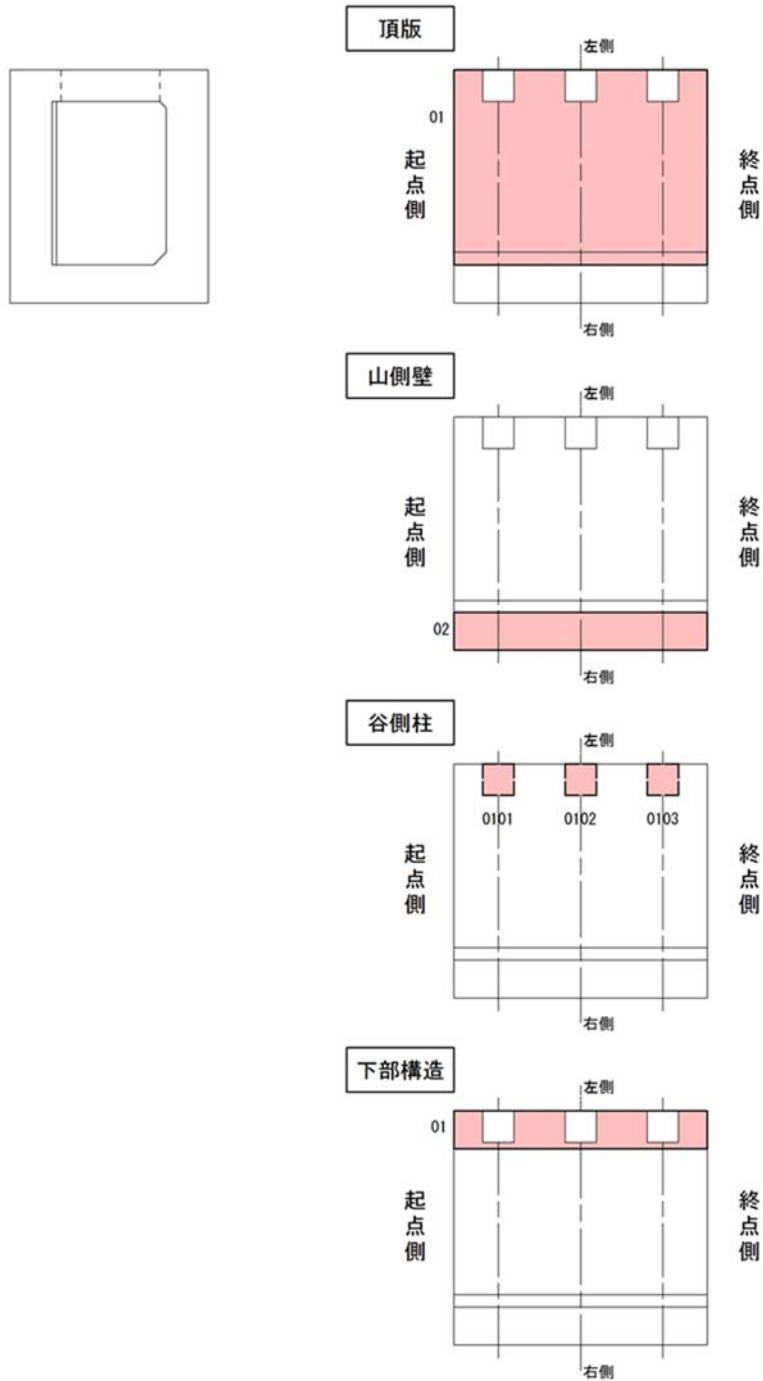 頂版
左側
01
起点側
終点側
右側
山側壁
左側
起点側
終点側
02
右側
谷側柱
左側
0101 0102 0103
起点側
終点側
右側
下部構造
左側
01
起点側
終点側
右側